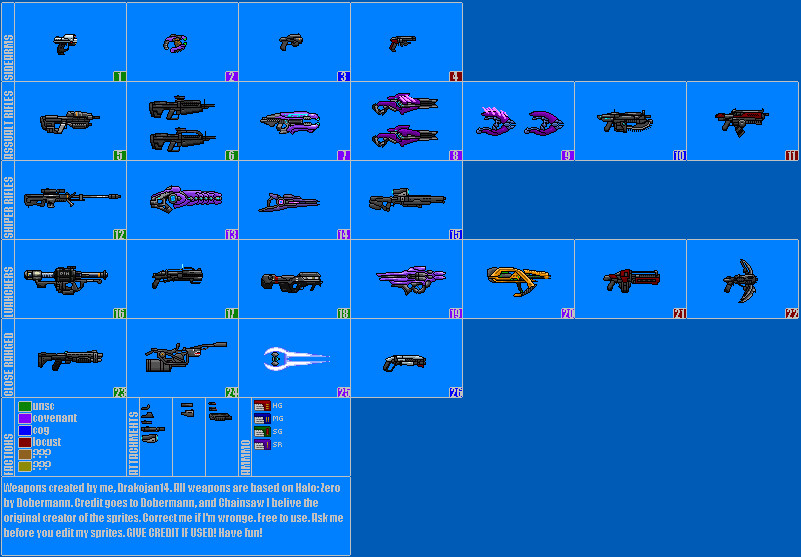 SIDEARMS
1
2
3
4
ASSUALT RIFLES
5
6
7
8
9
10
11
SNIPER RIFLES
12
13
14
15
LUANCHERS
16
17
18
19
20
21
22
CLOSE RANGED
23
24
25
26
FACTIONS
unsc
covenant
cog
locust
???
???
ATTACHMENTS
AMMMO
HG
MG
SG
SR
Weapons created by me, Drakojan14. All weapons are based on Halo: Zero
by Dobermann. Credit goes to Dobermann, and Chainsaw I belive the
original creator of the sprites. Correct me if I'm wronge. Free to use. Ask me
before you edit my sprites. GIVE CREDIT IF USED! Have fun!